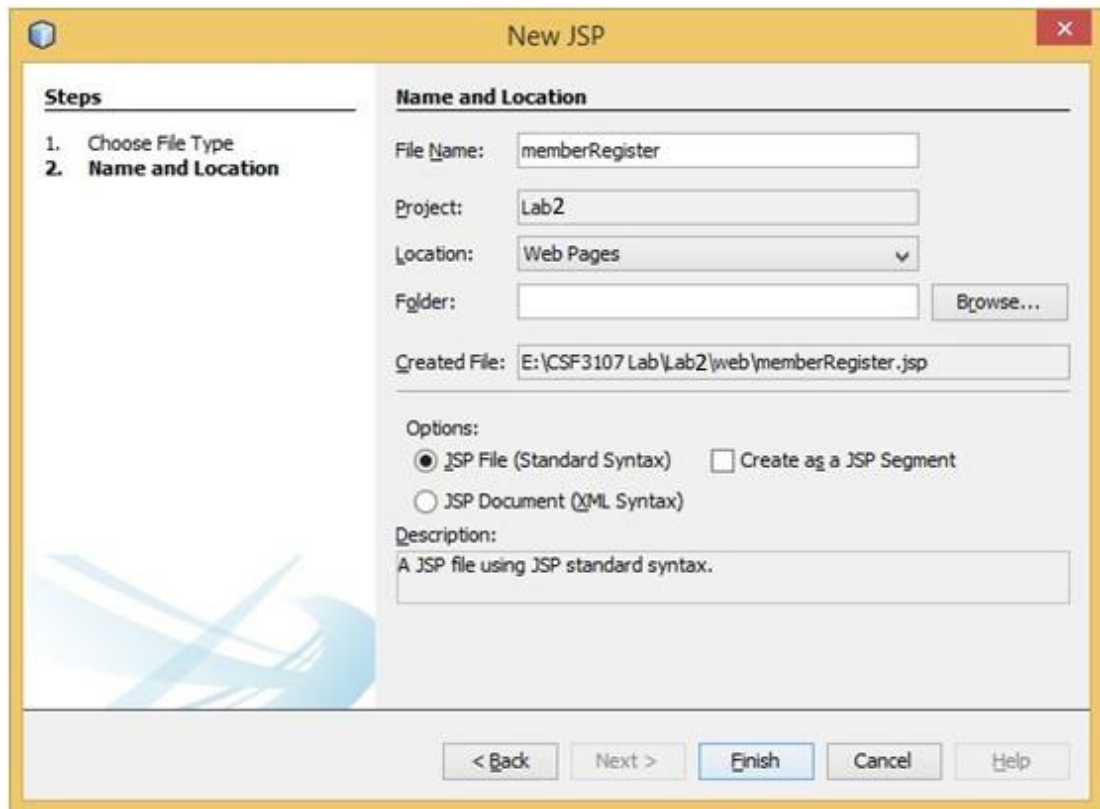 New JSP
Steps
1. Choose File Type
2. Name and Location
Name and Location
File Name: memberRegister
Project: Lab2
Location: Web Pages
Folder: Browse...
Created File: E:\CSF3107 Lab\Lab2\web\memberRegister.jsp
Options:
JSP File (Standard Syntax) Create as a JSP Segment
JSP Document (XML Syntax)
Description:
A JSP file using JSP standard syntax.
< Back Next > Finish Cancel Help